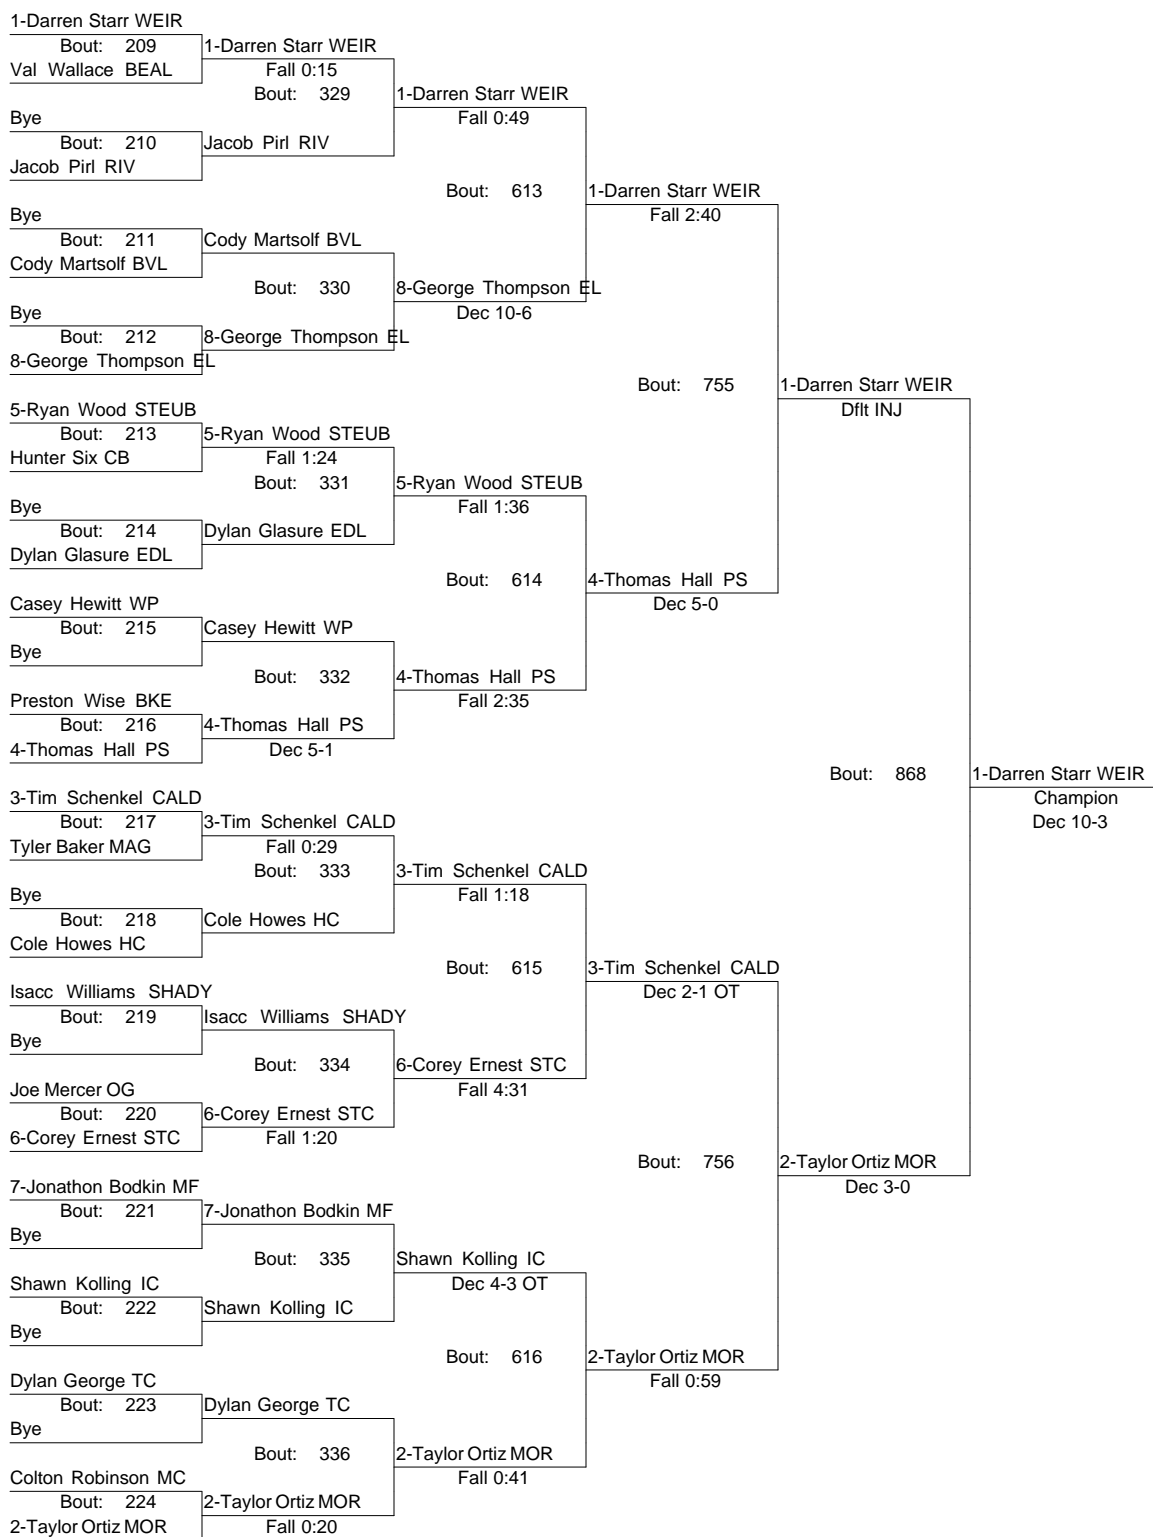 1-Darren Starr WEIR
Bout: 209
Val Wallace BEAL
Bye
Bout: 210
Jacob Pirl RIV
Bye
Bout: 211
Cody Martsolf BVL
Bye
Bout: 212
8-George Thompson EL
5-Ryan Wood STEUB
Bout: 213
Hunter Six CB
Bye
Bout: 214
Dylan Glasure EDL
Casey Hewitt WP
Bout: 215
Bye
Preston Wise BKE
Bout: 216
4-Thomas Hall PS
3-Tim Schenkel CALD
Bout: 217
Tyler Baker MAG
Bye
Bout: 218
Cole Howes HC
Isacc Williams SHADY
Bout: 219
Bye
Joe Mercer OG
Bout: 220
6-Corey Ernest STC
7-Jonathon Bodkin MF
Bout: 221
Bye
Shawn Kolling IC
Bout: 222
Bye
Dylan George TC
Bout: 223
Bye
Colton Robinson MC
Bout: 224
2-Taylor Ortiz MOR
1-Darren Starr WEIR
Fall 0:15
Bout: 329
Jacob Pirl RIV
Cody Martsolf BVL
Bout: 330
8-George Thompson EL
5-Ryan Wood STEUB
Fall 1:24
Bout: 331
Dylan Glasure EDL
Casey Hewitt WP
Bout: 332
4-Thomas Hall PS
Dec 5-1
3-Tim Schenkel CALD
Fall 0:29
Bout: 333
Cole Howes HC
Isacc Williams SHADY
Bout: 334
6-Corey Ernest STC
Fall 1:20
7-Jonathon Bodkin MF
Bout: 335
Shawn Kolling IC
Dylan George TC
Bout: 336
2-Taylor Ortiz MOR
Fall 0:20
1-Darren Starr WEIR
Fall 0:49
Bout: 613
8-George Thompson EL
Dec 10-6
5-Ryan Wood STEUB
Fall 1:36
Bout: 614
4-Thomas Hall PS
Fall 2:35
3-Tim Schenkel CALD
Fall 1:18
Bout: 615
6-Corey Ernest STC
Fall 4:31
Shawn Kolling IC
Dec 4-3 OT
Bout: 616
2-Taylor Ortiz MOR
Fall 0:41
1-Darren Starr WEIR
Fall 2:40
Bout: 755
4-Thomas Hall PS
Dec 5-0
3-Tim Schenkel CALD
Dec 2-1 OT
Bout: 756
2-Taylor Ortiz MOR
Fall 0:59
1-Darren Starr WEIR
Dflt INJ
Bout: 868
2-Taylor Ortiz MOR
Dec 3-0
1-Darren Starr WEIR
Champion
Dec 10-3